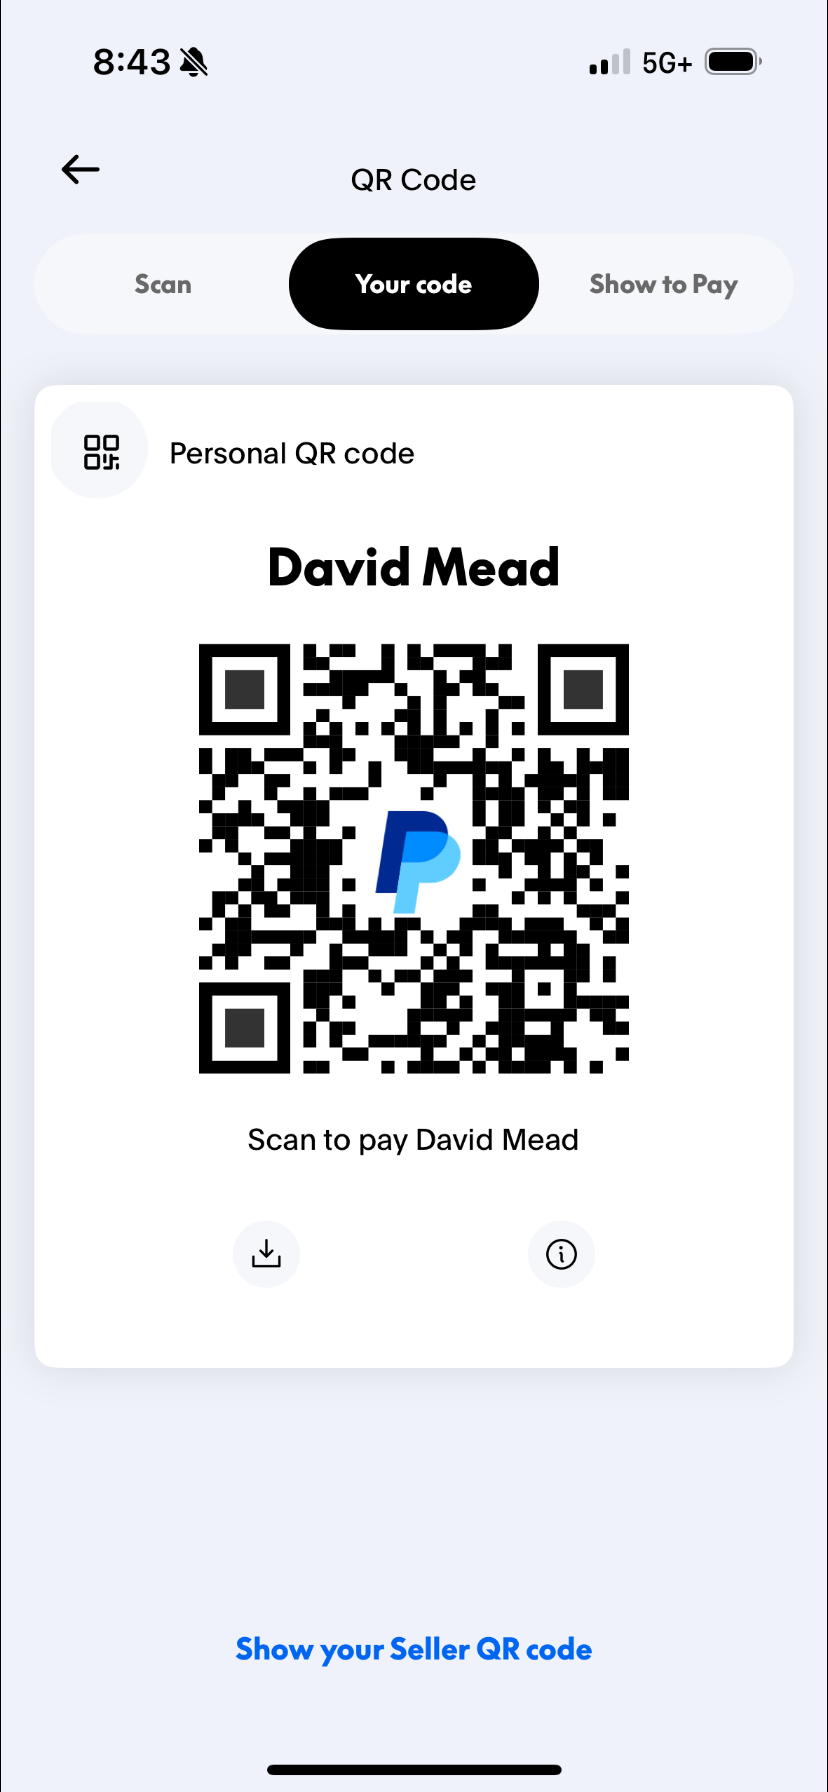 8:43
5G+
QR Code
Scan
Your code
Show to Pay
Personal QR code
David Mead
Scan to pay David Mead
Show your Seller QR code